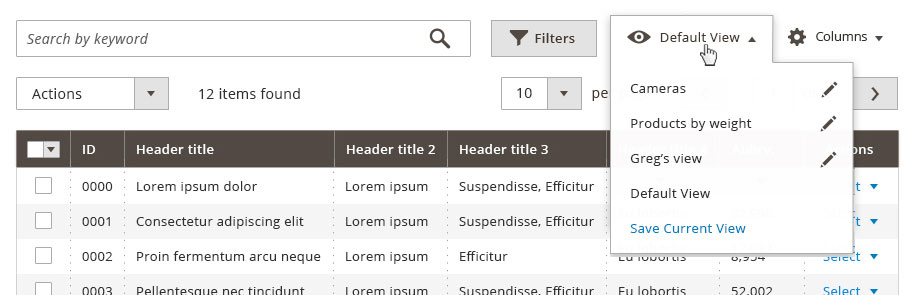 Search by keyword Filters Default View Columns
Cameras
Actions 12 items found 10 pe
Products by weight
ID Header title Header title 2 Header title 3 ons
Greg's view
0000 Lorem ipsum dolor Lorem ipsum Suspendisse, Efficitur Default View
0001 Consectetur adipiscing elit Lorem ipsum Suspendisse, Efficitur
Save Current View
0002 Proin fermentum arcu neque Lorem ipsum Efficitur Eu lobortis 8,954 Select
0003 Pellentesque nec tincidunt Lorem ipsum Suspendisse, Efficitur Eu lobortis 52,002 Select